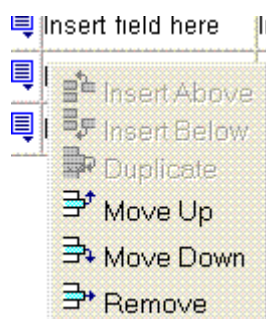 Insert field here
Insert Above
Insert Below
Duplicate
Move Up
Move Down
Remove